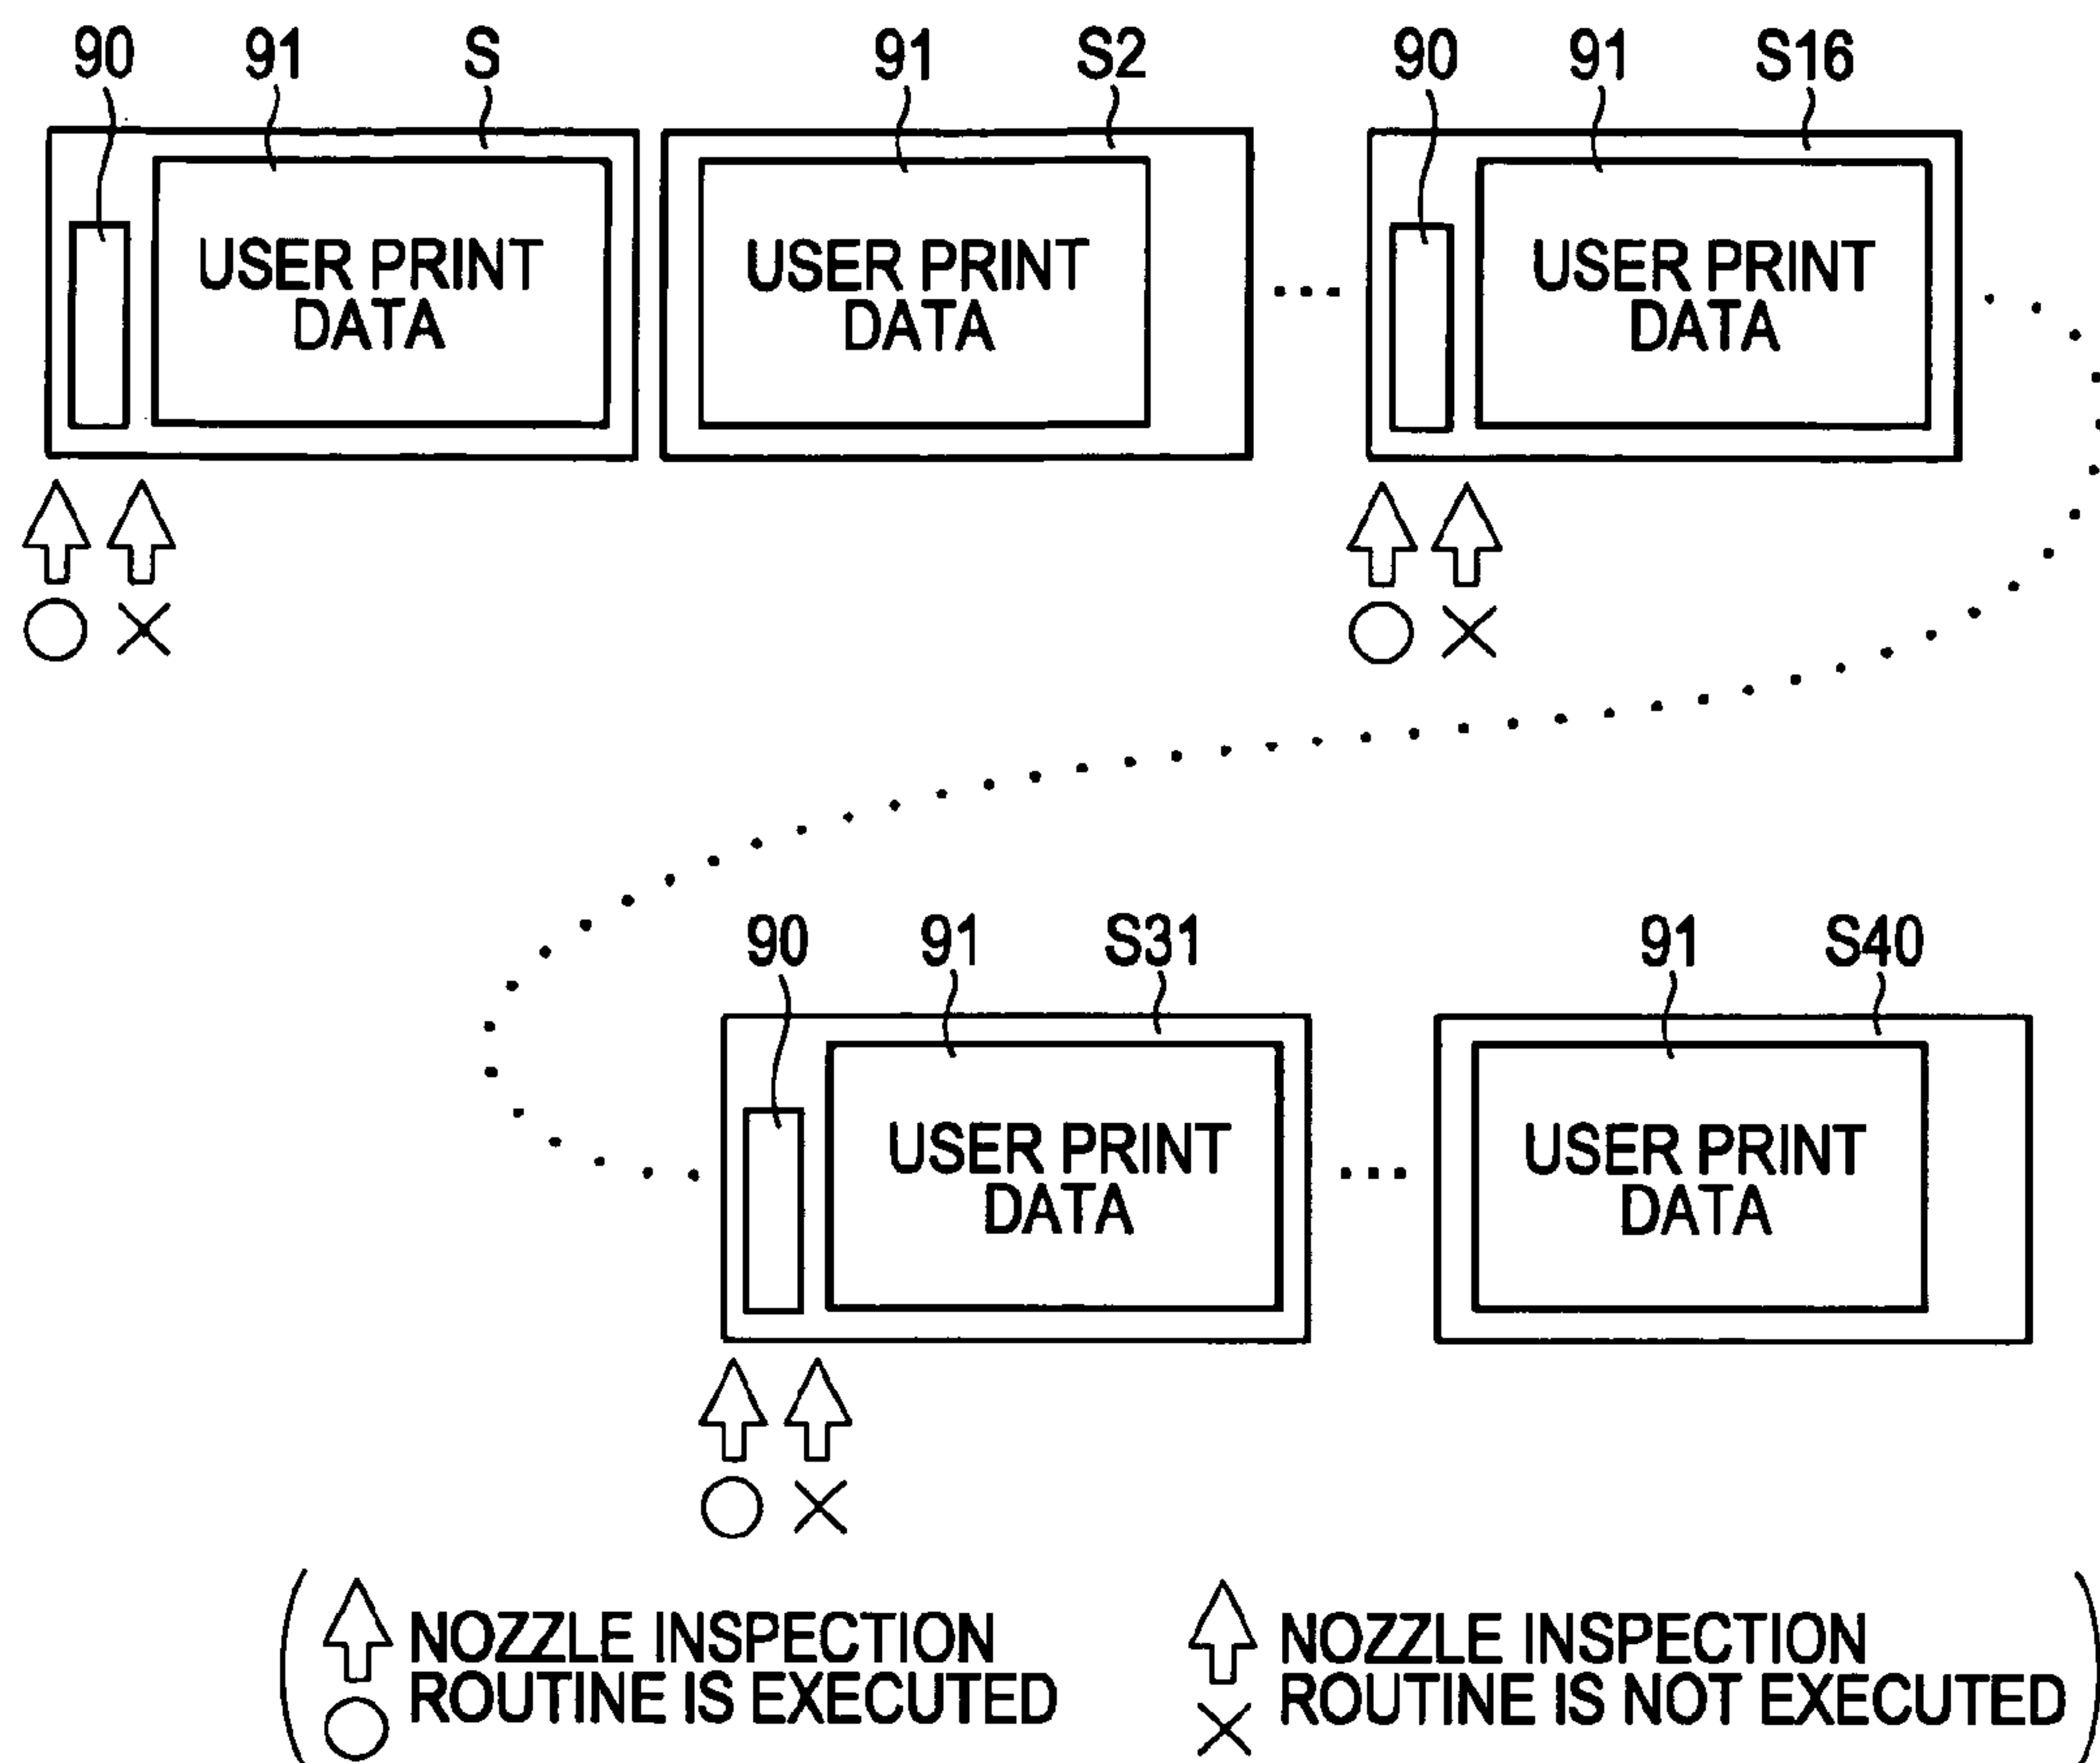 90 91 S 91 S2 90 91 S16
USER PRINT
DATA
USER PRINT
DATA
...
USER PRINT
DATA
90 91 S31 91 S40
USER PRINT
DATA
...
USER PRINT
DATA
NOZZLE INSPECTION
ROUTINE IS EXECUTED
NOZZLE INSPECTION
ROUTINE IS NOT EXECUTED